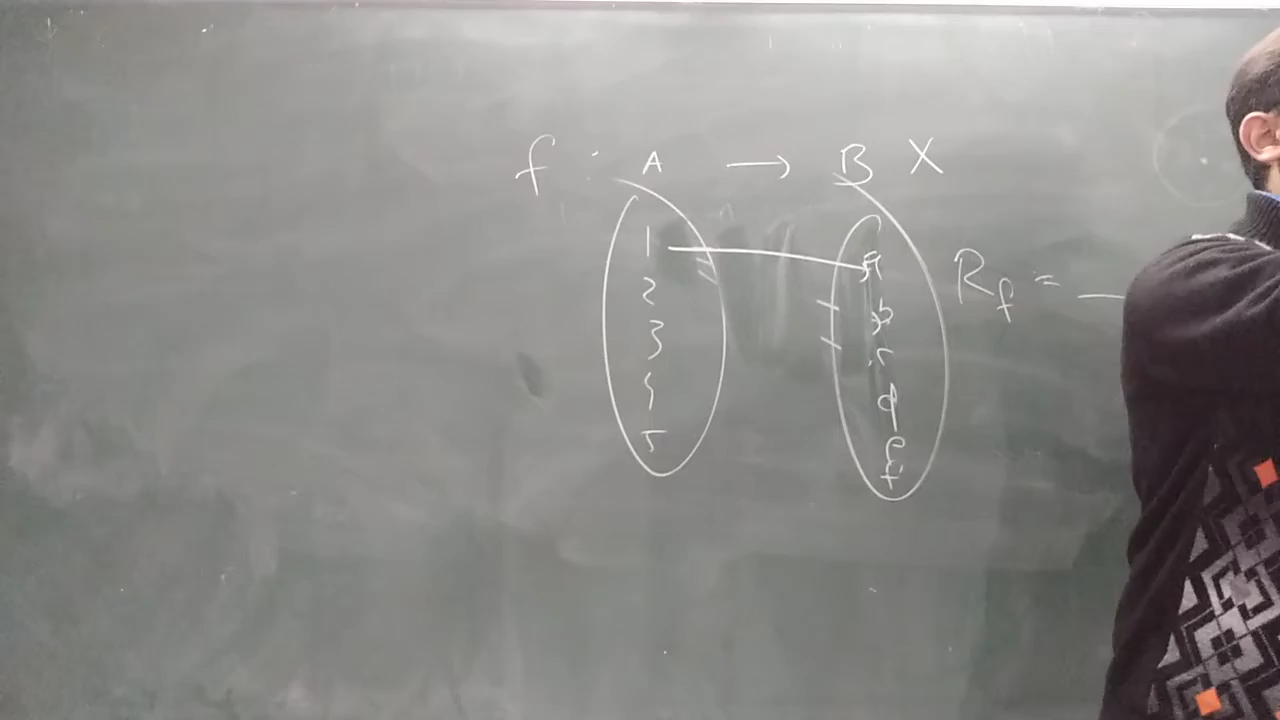 f : A → B X
1 a
2 b
3 c
4 d
5 e
f
R_f = —